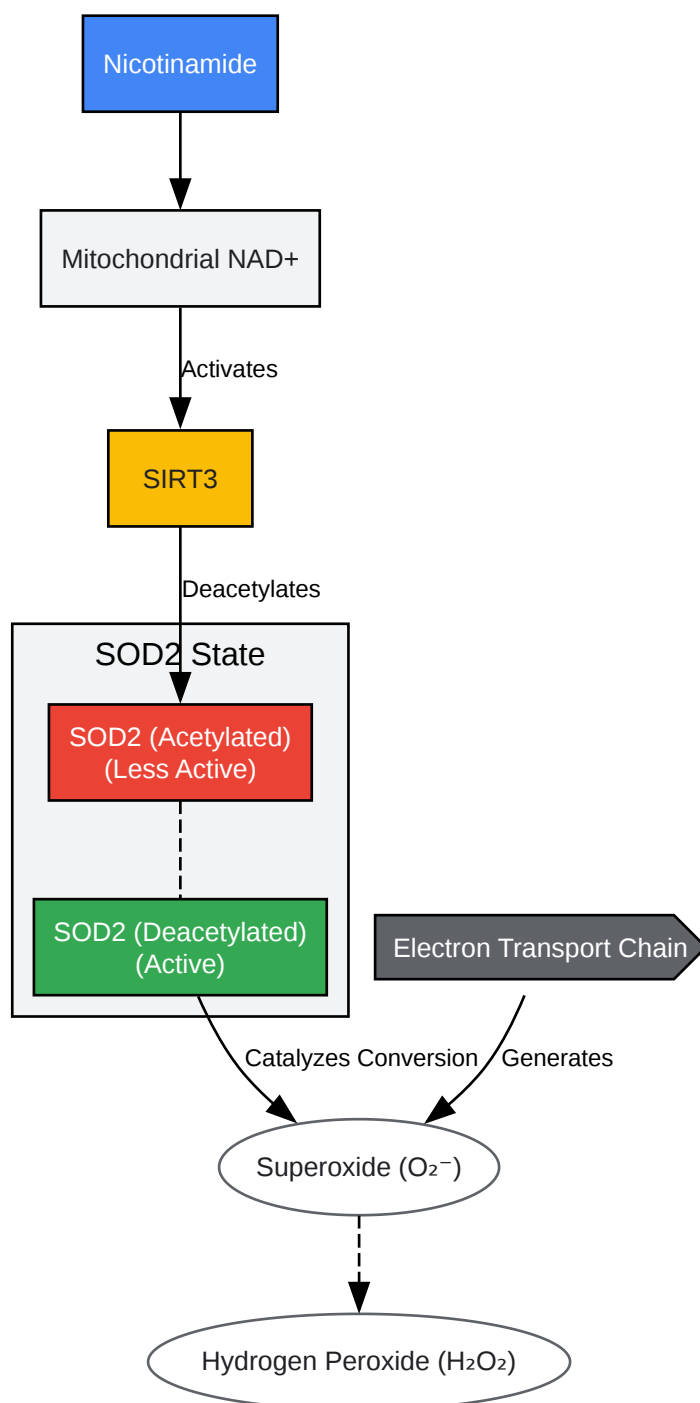 Nicotinamide
Mitochondrial NAD+
Activates
SIRT3
Deacetylates
SOD2 State
SOD2 (Acetylated)
(Less Active)
SOD2 (Deacetylated)
(Active)
Electron Transport Chain
Catalyzes Conversion
Generates
Superoxide (O₂⁻)
Hydrogen Peroxide (H₂O₂)